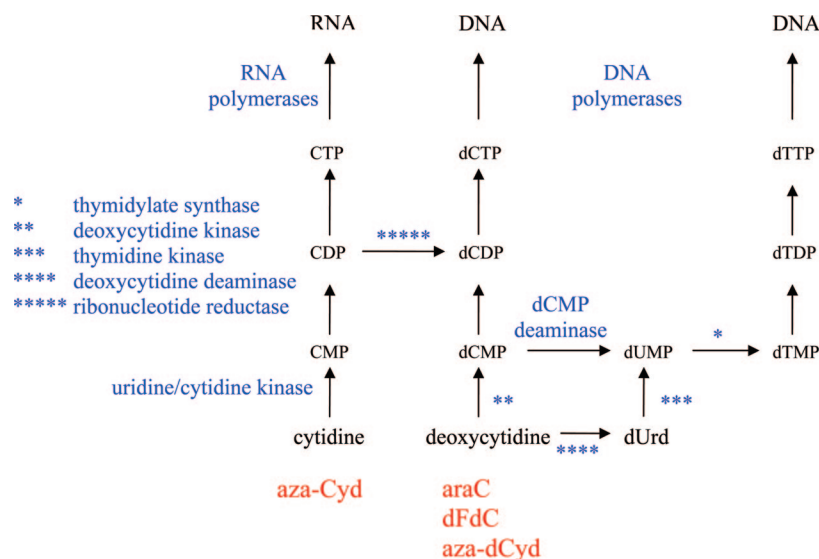 RNA DNA DNA
RNA DNA
polymerases polymerases
CTP dCTP dTTP
* thymidylate synthase
** deoxycytidine kinase
*** thymidine kinase
**** deoxycytidine deaminase
***** ribonucleotide reductase
CDP ***** dCDP dTDP
dCMP
deaminase *
CMP dCMP dUMP dTMP
uridine/cytidine kinase ** ***
cytidine deoxycytidine **** dUrd
aza-Cyd araC
dFdC
aza-dCyd